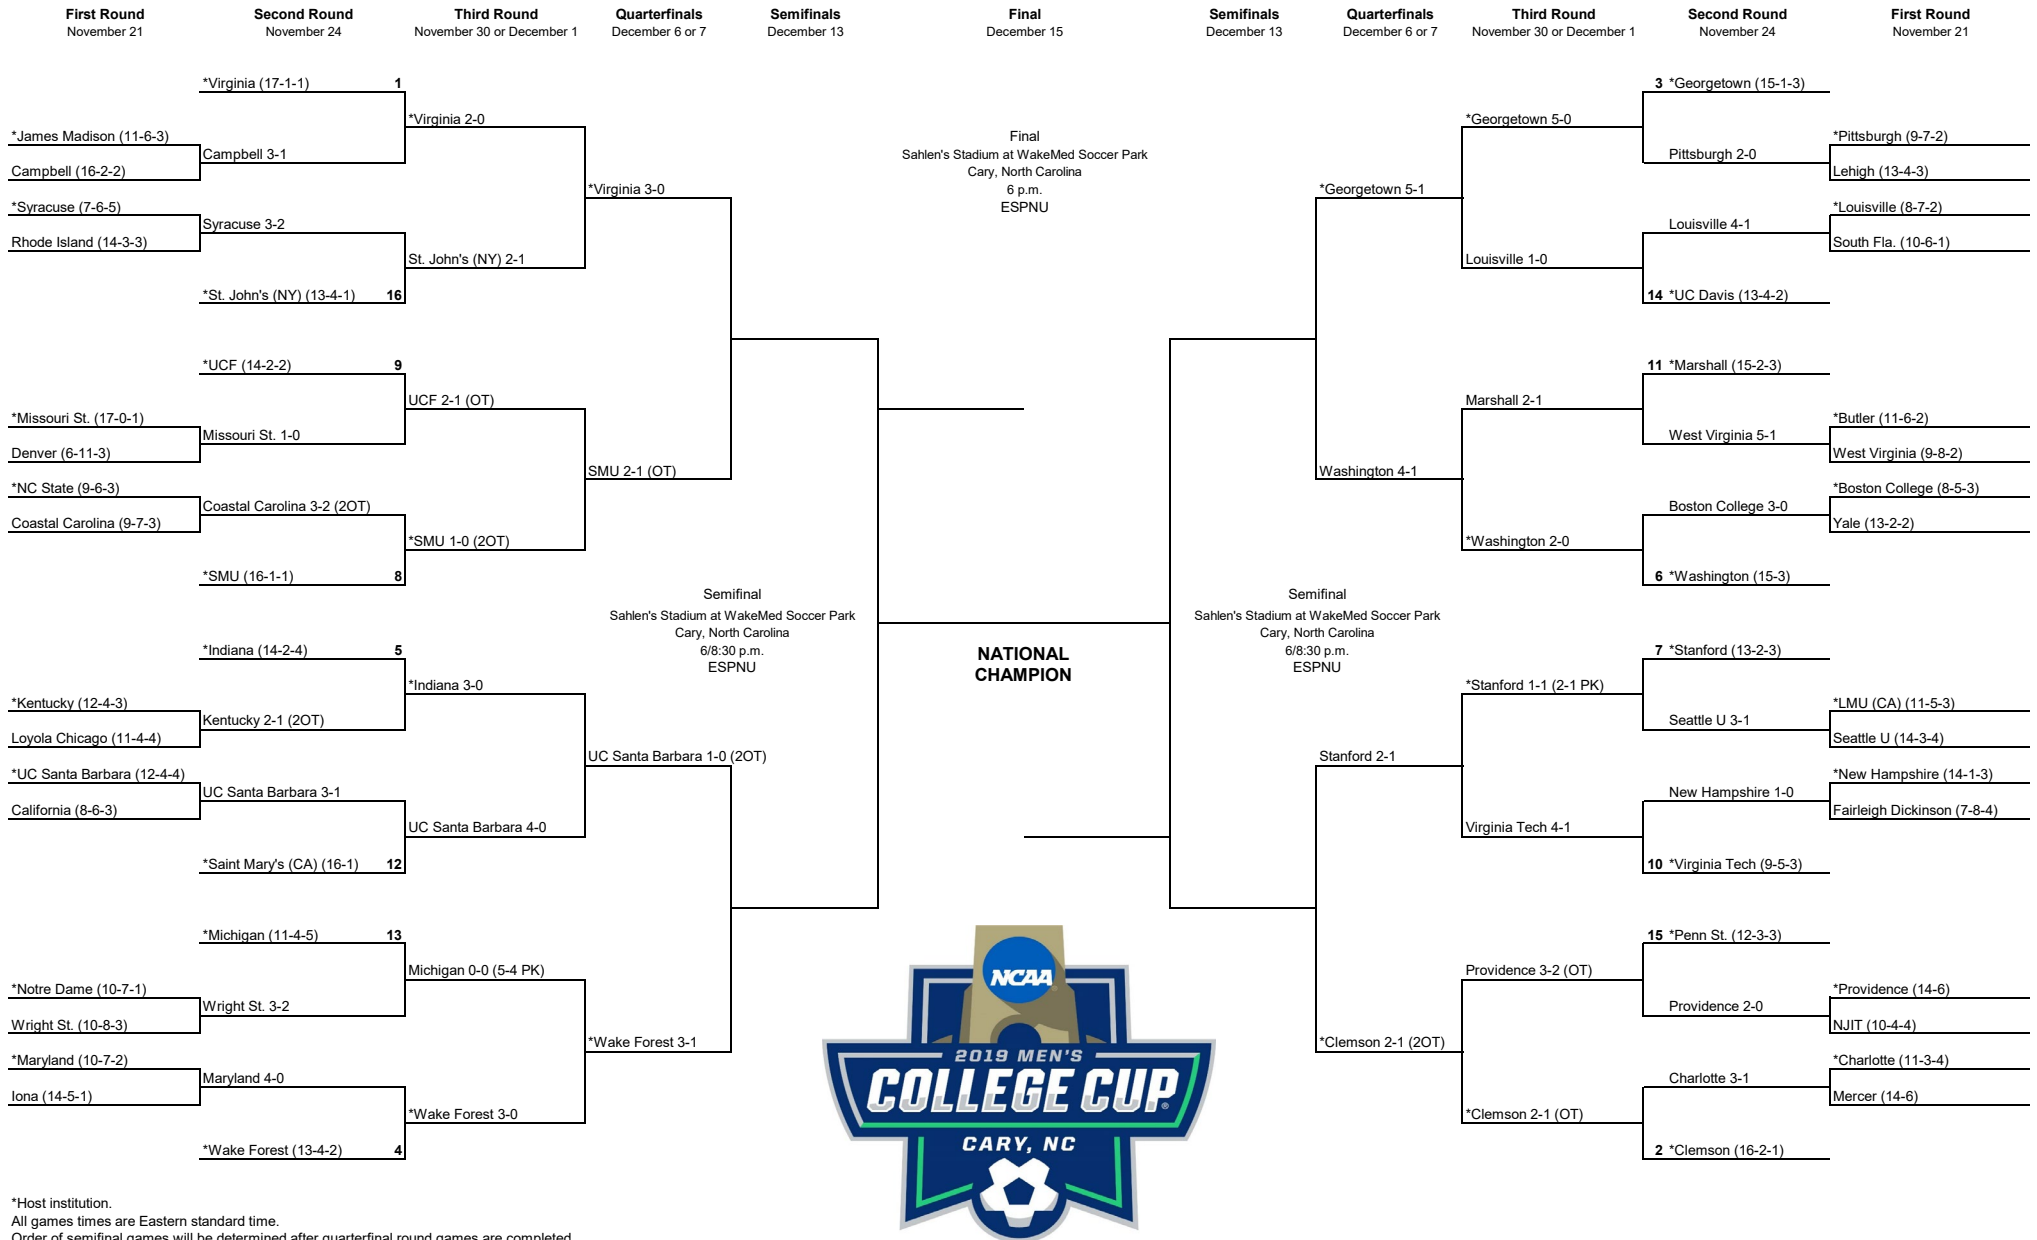 First Round
November 21
Second Round
November 24
Third Round
November 30 or December 1
Quarterfinals
December 6 or 7
Semifinals
December 13
Final
December 15
Semifinals
December 13
Quarterfinals
December 6 or 7
Third Round
November 30 or December 1
Second Round
November 24
First Round
November 21
*James Madison (11-6-3)
Campbell (16-2-2)
*Syracuse (7-6-5)
Rhode Island (14-3-3)
*Missouri St. (17-0-1)
Denver (6-11-3)
*NC State (9-6-3)
Coastal Carolina (9-7-3)
*Kentucky (12-4-3)
Loyola Chicago (11-4-4)
*UC Santa Barbara (12-4-4)
California (8-6-3)
*Notre Dame (10-7-1)
Wright St. (10-8-3)
*Maryland (10-7-2)
Iona (14-5-1)
*Virginia (17-1-1) 1
Campbell 3-1
Syracuse 3-2
*St. John's (NY) (13-4-1) 16
*UCF (14-2-2) 9
Missouri St. 1-0
Coastal Carolina 3-2 (2OT)
*SMU (16-1-1) 8
*Indiana (14-2-4) 5
Kentucky 2-1 (2OT)
UC Santa Barbara 3-1
*Saint Mary's (CA) (16-1) 12
*Michigan (11-4-5) 13
Wright St. 3-2
Maryland 4-0
*Wake Forest (13-4-2) 4
*Virginia 2-0
St. John's (NY) 2-1
UCF 2-1 (OT)
*SMU 1-0 (2OT)
*Indiana 3-0
UC Santa Barbara 4-0
Michigan 0-0 (5-4 PK)
*Wake Forest 3-0
*Virginia 3-0
SMU 2-1 (OT)
UC Santa Barbara 1-0 (2OT)
*Wake Forest 3-1
Semifinal
Sahlen's Stadium at WakeMed Soccer Park
Cary, North Carolina
6/8:30 p.m.
ESPNU
Final
Sahlen's Stadium at WakeMed Soccer Park
Cary, North Carolina
6 p.m.
ESPNU
NATIONAL
CHAMPION
NCAA
2019 MEN'S
COLLEGE CUP®
CARY, NC
Semifinal
Sahlen's Stadium at WakeMed Soccer Park
Cary, North Carolina
6/8:30 p.m.
ESPNU
*Georgetown 5-1
Washington 4-1
Stanford 2-1
*Clemson 2-1 (2OT)
*Georgetown 5-0
Louisville 1-0
Marshall 2-1
*Washington 2-0
*Stanford 1-1 (2-1 PK)
Virginia Tech 4-1
Providence 3-2 (OT)
*Clemson 2-1 (OT)
3 *Georgetown (15-1-3)
Pittsburgh 2-0
Louisville 4-1
14 *UC Davis (13-4-2)
11 *Marshall (15-2-3)
West Virginia 5-1
Boston College 3-0
6 *Washington (15-3)
7 *Stanford (13-2-3)
Seattle U 3-1
New Hampshire 1-0
10 *Virginia Tech (9-5-3)
15 *Penn St. (12-3-3)
Providence 2-0
Charlotte 3-1
2 *Clemson (16-2-1)
*Pittsburgh (9-7-2)
Lehigh (13-4-3)
*Louisville (8-7-2)
South Fla. (10-6-1)
*Butler (11-6-2)
West Virginia (9-8-2)
*Boston College (8-5-3)
Yale (13-2-2)
*LMU (CA) (11-5-3)
Seattle U (14-3-4)
*New Hampshire (14-1-3)
Fairleigh Dickinson (7-8-4)
*Providence (14-6)
NJIT (10-4-4)
*Charlotte (11-3-4)
Mercer (14-6)
*Host institution.
All games times are Eastern standard time.
Order of semifinal games will be determined after quarterfinal round games are completed